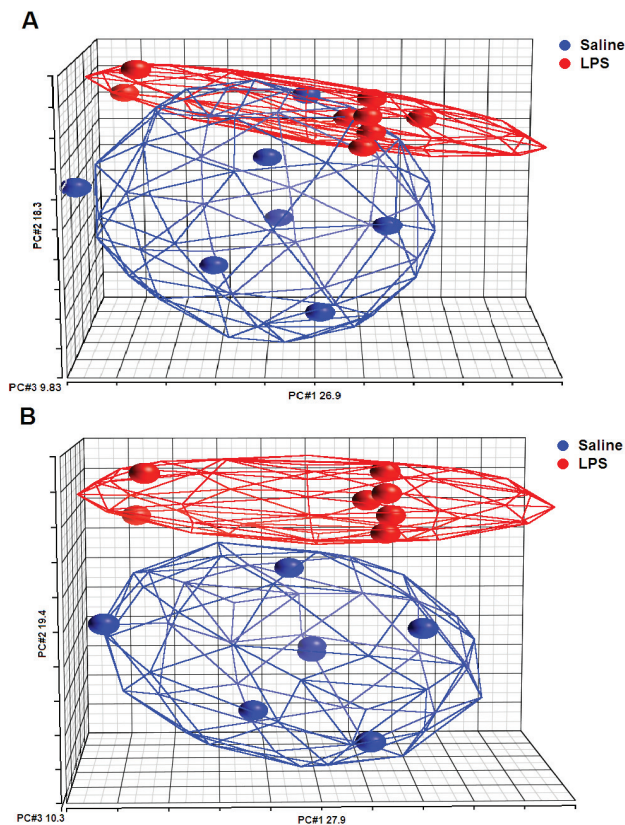 A
Saline
LPS
PC#2 18.3
PC#3 9.83
PC#1 26.9
B
Saline
LPS
PC#2 19.4
PC#3 10.3
PC#1 27.9